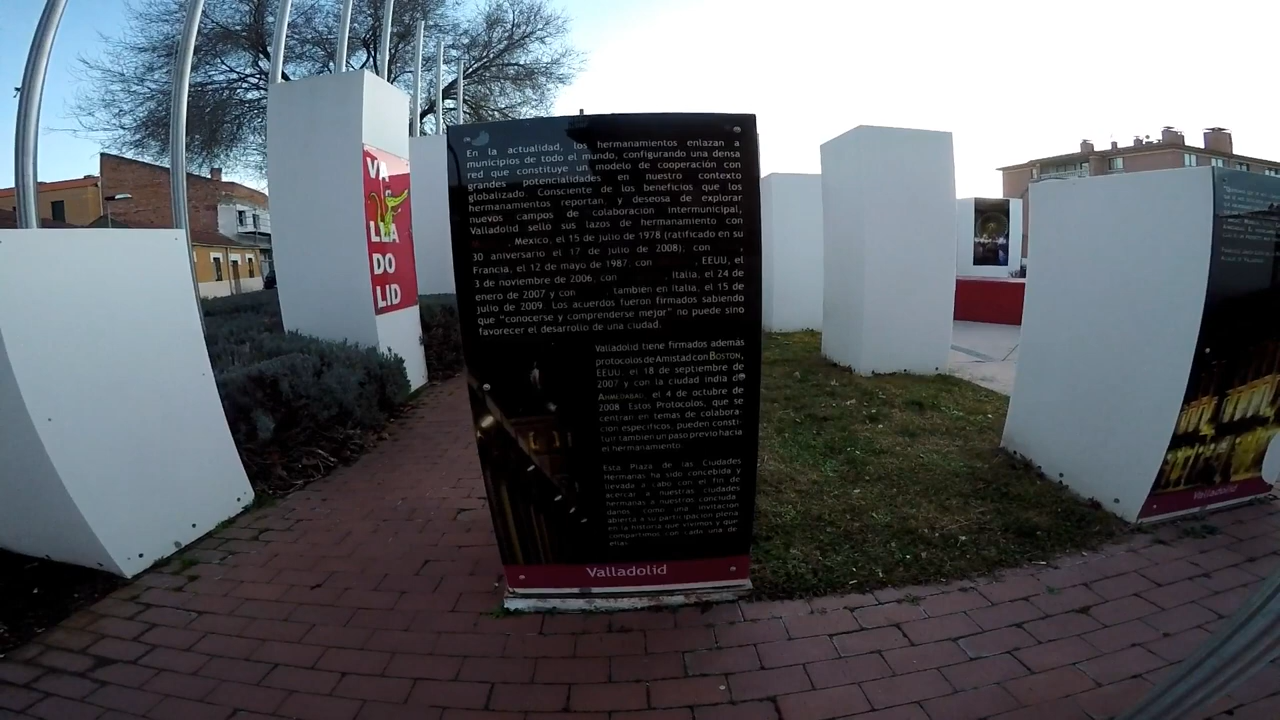 VA
LLA
DO
LID
En la actualidad, los hermanamientos enlazan a
municipios de todo el mundo, configurando una densa
red que constituye un modelo de cooperación con
grandes potencialidades en nuestro contexto
globalizado. Consciente de los beneficios que los
hermanamientos reportan, y deseosa de explorar
nuevos campos de colaboración intermunicipal,
Valladolid selló sus lazos de hermanamiento con
, Mexico, el 15 de julio de 1978 (ratificado en su
30 aniversario el 17 de julio de 2008); con ,
Francia, el 12 de mayo de 1987, con , EEUU, el
3 de noviembre de 2006, con , Italia, el 24 de
enero de 2007 y con también en Italia, el 15 de
julio de 2009. Los acuerdos fueron firmados sabiendo
que "conocerse y comprenderse mejor" no puede sino
favorecer el desarrollo de una ciudad.
Valladolid tiene firmados además
protocolos de Amistad con BOSTON,
EEUU, el 18 de septiembre de
2007 y con la ciudad india de
AHMEDABAD, el 4 de octubre de
2008. Estos Protocolos, que se
centran en temas de colabora-
ción específicos, pueden consti-
tuir también un paso previo hacia
el hermanamiento.
Esta Plaza de las Ciudades
Hermanas ha sido concebida y
llevada a cabo con el fin de
acercar a nuestras ciudades
hermanas a nuestros conciuda-
danos como una invitación
abierta a su participación plena
en la historia que vivimos y que
compartimos con cada una de
ellas.
Valladolid
Valladolid